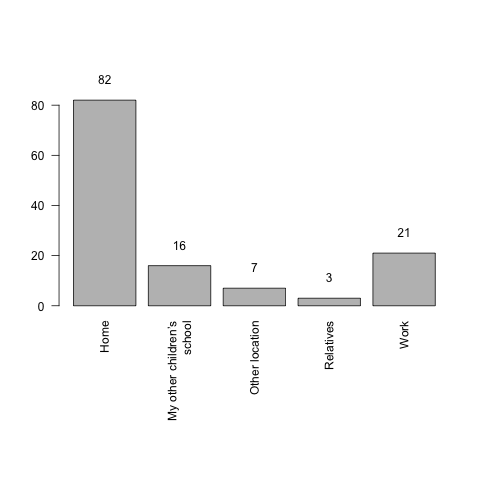 82
16
7
3
21
80
60
40
20
0
Home
My other children's
school
Other location
Relatives
Work